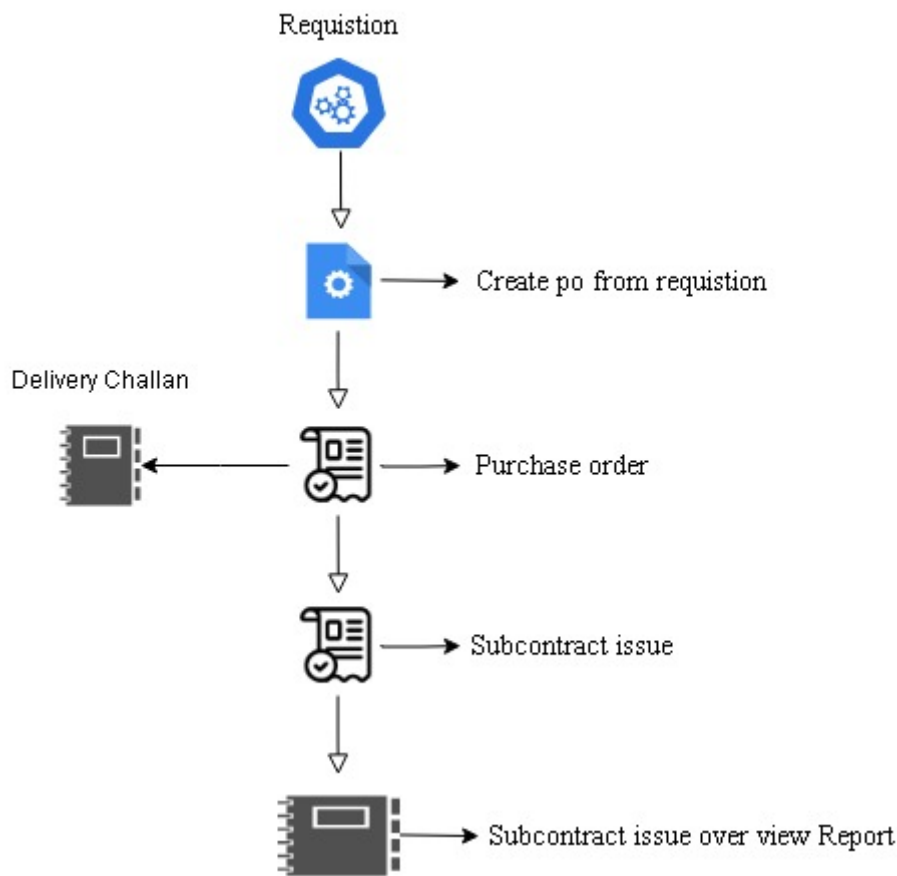 Requistion
Create po from requistion
Delivery Challan
Purchase order
Subcontract issue
Subcontract issue over view Report